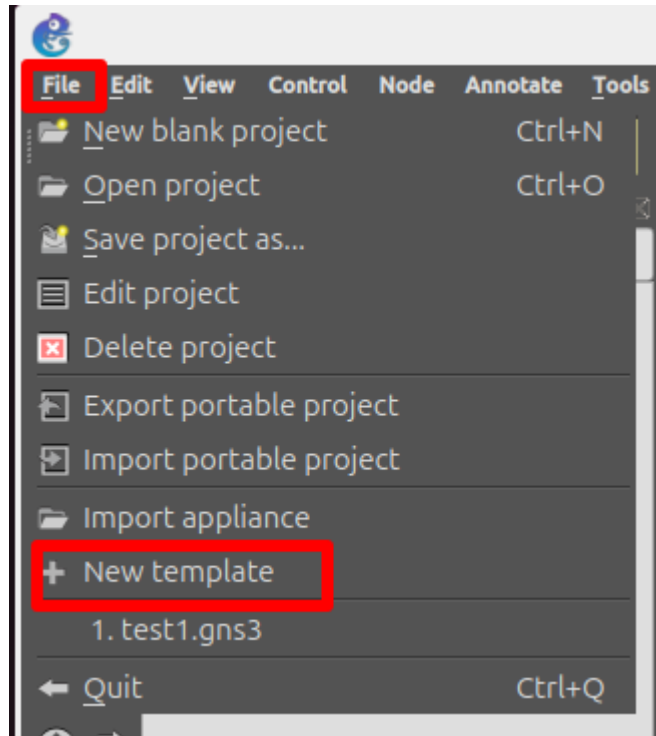 File Edit View Control Node Annotate Tools
New blank project Ctrl+N
Open project Ctrl+O
Save project as...
Edit project
Delete project
Export portable project
Import portable project
Import appliance
New template
1. test1.gns3
Quit Ctrl+Q